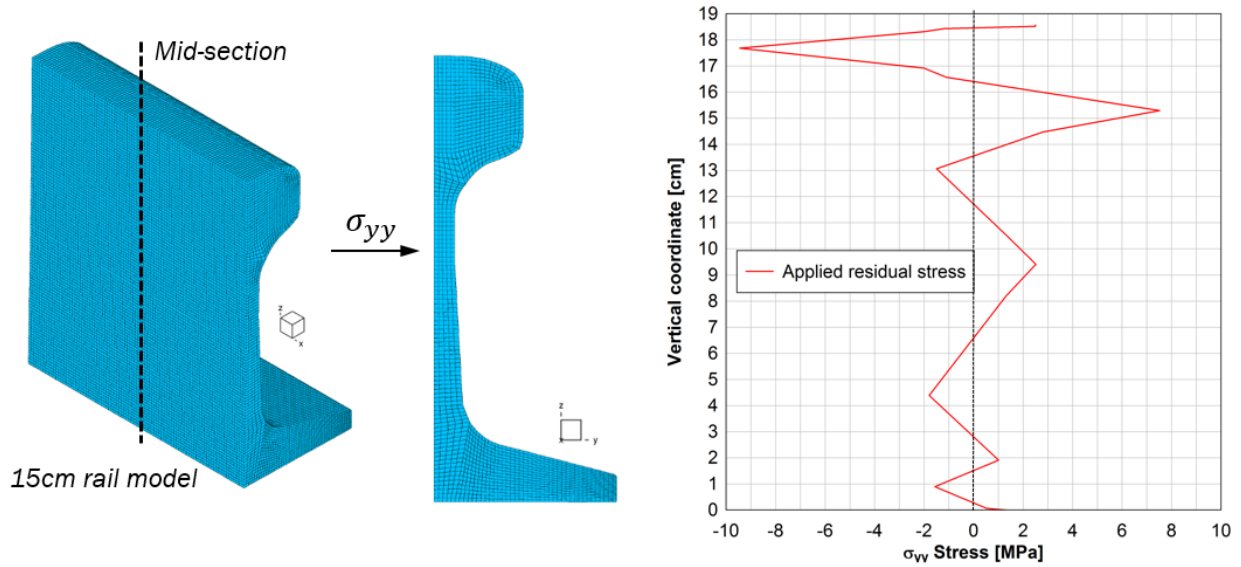 Mid-section
σyy
15cm rail model
z
x
z
x
y
Vertical coordinate [cm]
19
18
17
16
15
14
13
12
11
10
9
8
7
6
5
4
3
2
1
0
Applied residual stress
-10
-8
-6
-4
-2
0
2
4
6
8
10
σyy Stress [MPa]